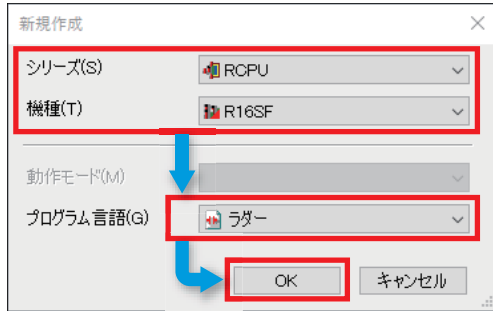 新規作成
シリーズ(S)
RCPU
機種(T)
R16SF
動作モード(M)
プログラム言語(G)
ラダー
OK
キャンセル